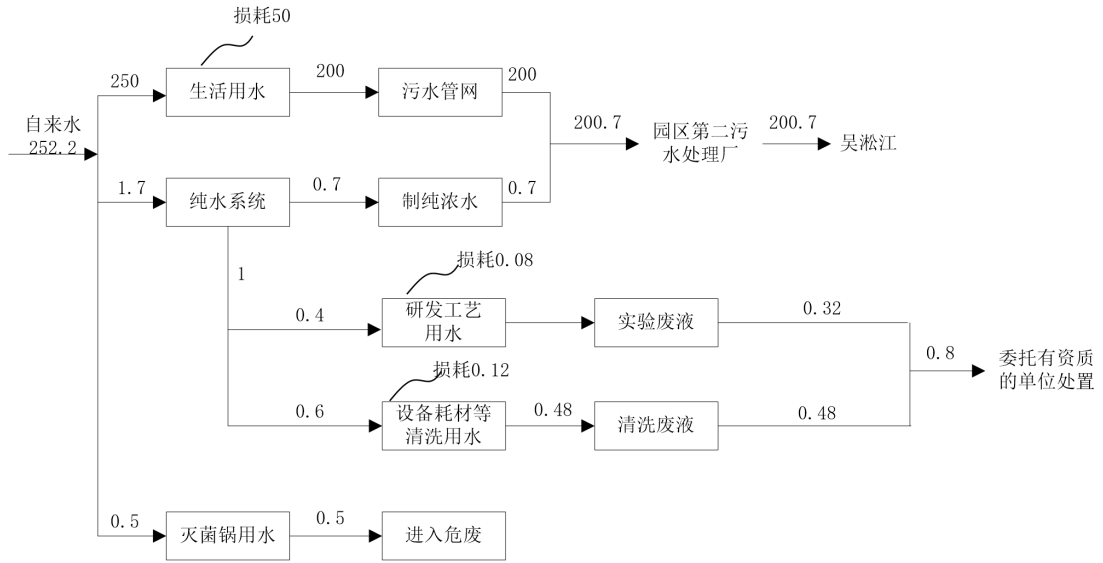 损耗50
250
生活用水
200
污水管网
200
自来水
252.2
200.7
园区第二污
水处理厂
200.7
吴淞江
1.7
纯水系统
0.7
制纯浓水
0.7
1
损耗0.08
0.4
研发工艺
用水
实验废液
0.32
损耗0.12
0.8
委托有资质
的单位处置
0.6
设备耗材等
清洗用水
0.48
清洗废液
0.48
0.5
灭菌锅用水
0.5
进入危废